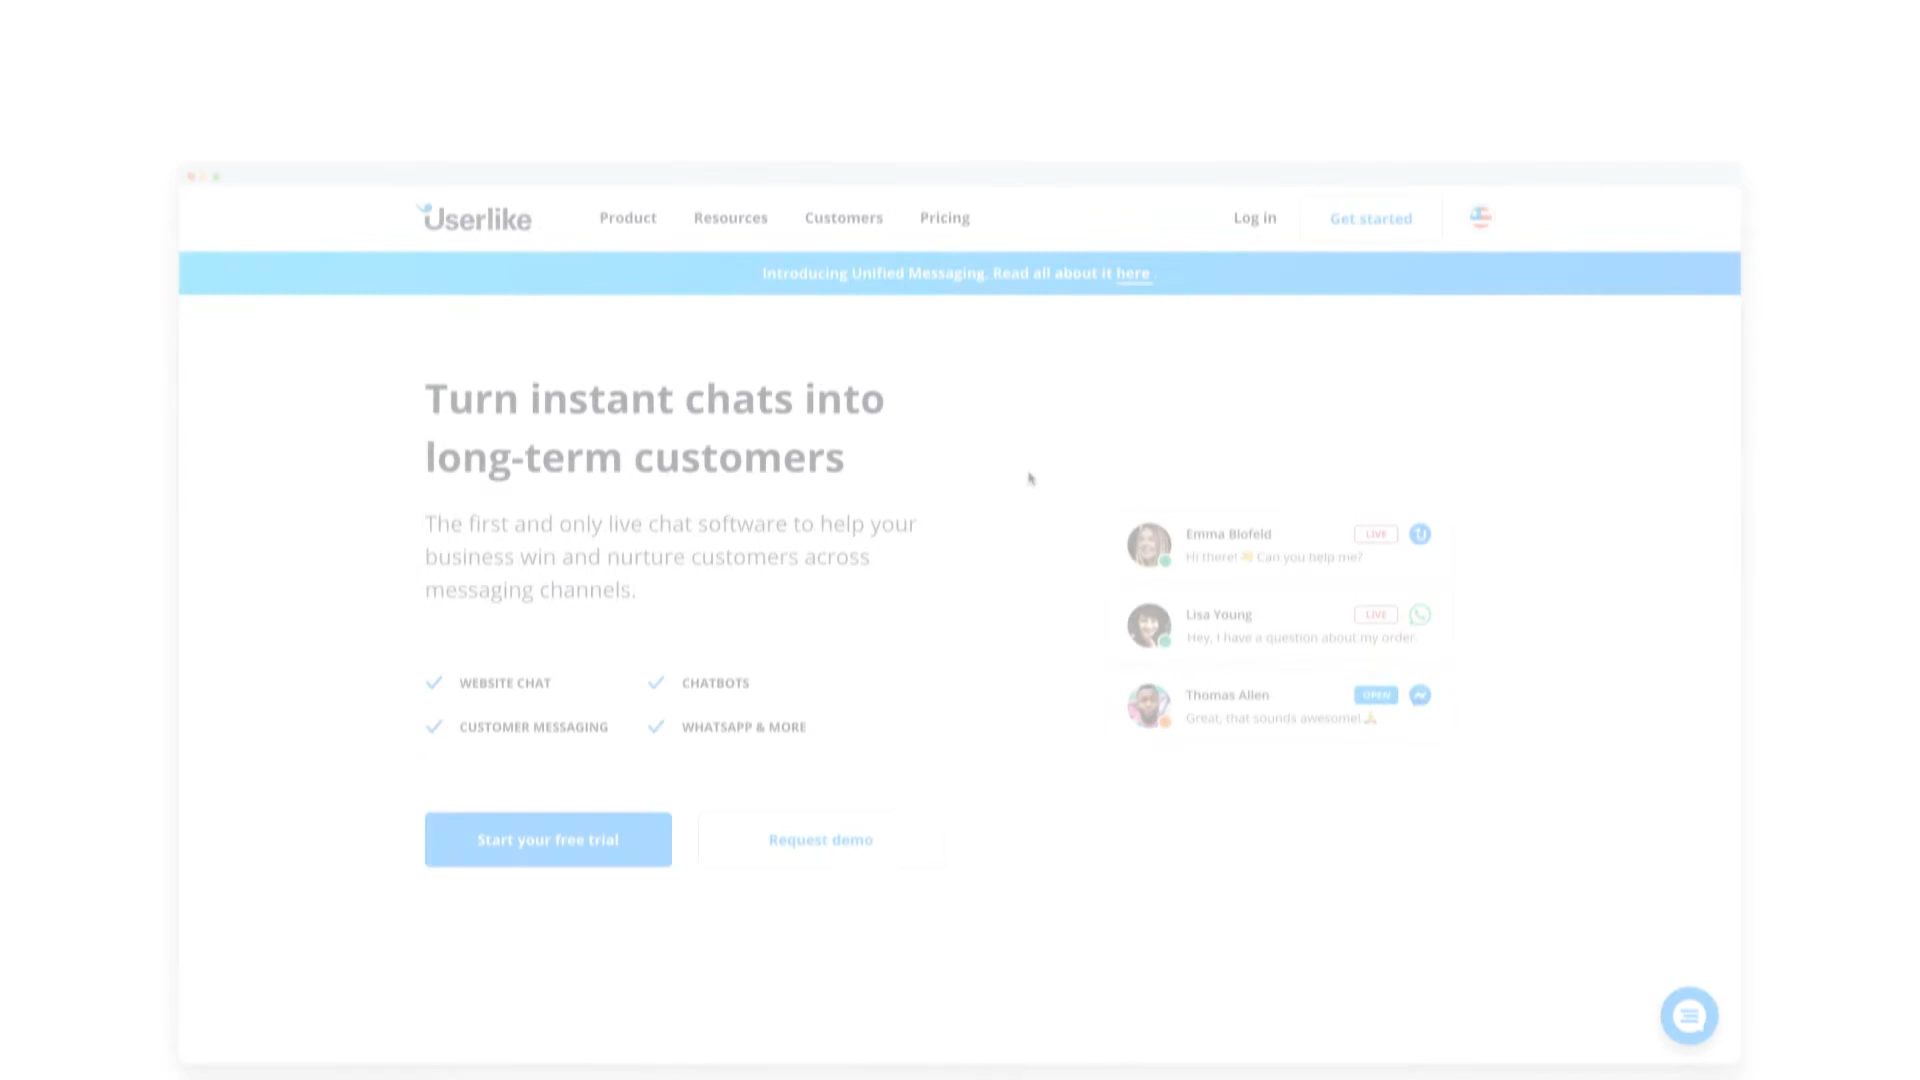 Userlike
Product Resources Customers Pricing
Log in Get started
Introducing Unified Messaging. Read all about it here
Turn instant chats into
long-term customers
The first and only live chat software to help your
business win and nurture customers across
messaging channels.
WEBSITE CHAT
CHATBOTS
CUSTOMER MESSAGING
WHATSAPP & MORE
Start your free trial
Request demo
Emma Blofeld LIVE
Hi there! 👋 Can you help me?
Lisa Young LIVE
Hey, I have a question about my order.
Thomas Allen OPEN
Great, that sounds awesome! 🙏